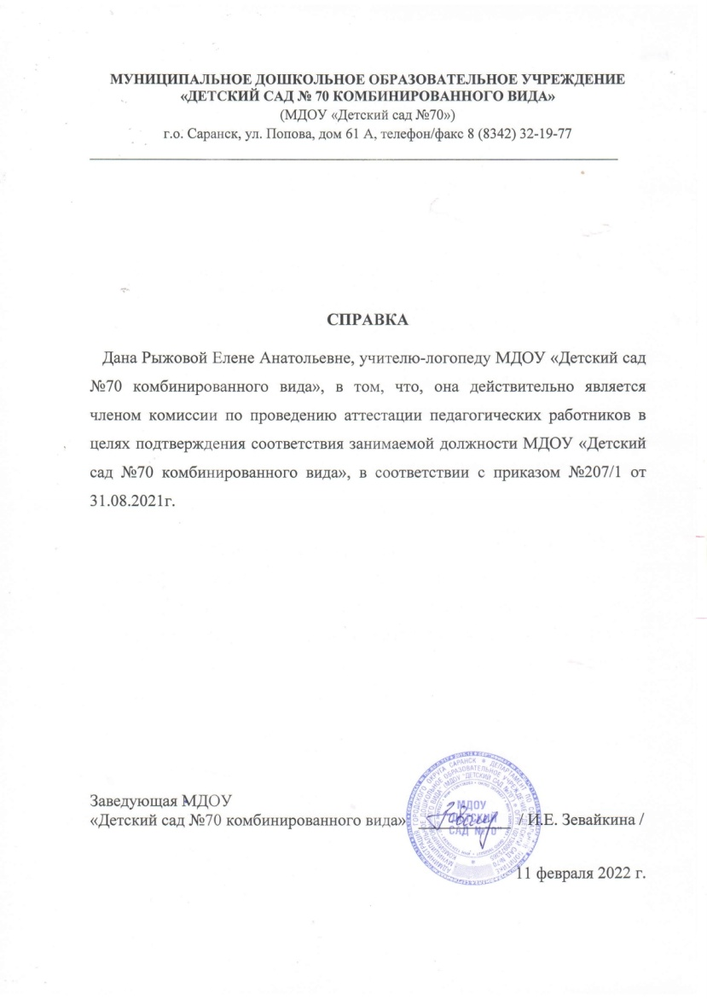 МУНИЦИПАЛЬНОЕ ДОШКОЛЬНОЕ ОБРАЗОВАТЕЛЬНОЕ УЧРЕЖДЕНИЕ
«ДЕТСКИЙ САД № 70 КОМБИНИРОВАННОГО ВИДА»
(МДОУ «Детский сад №70»)
г.о. Саранск, ул. Попова, дом 61 А, телефон/факс 8 (8342) 32-19-77
СПРАВКА
Дана Рыжовой Елене Анатольевне, учителю-логопеду МДОУ «Детский сад
№70 комбинированного вида», в том, что, она действительно является
членом комиссии по проведению аттестации педагогических работников в
целях подтверждения соответствия занимаемой должности МДОУ «Детский
сад №70 комбинированного вида», в соответствии с приказом №207/1 от
31.08.2021г.
Заведующая МДОУ
«Детский сад №70 комбинированного вида» / И.Е. Зевайкина /
МДОУ
"ДЕТСКИЙ
САД № 70"
11 февраля 2022 г.